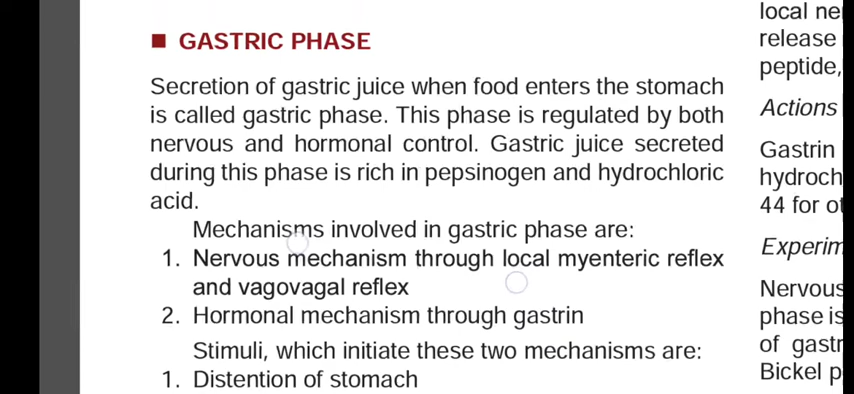 ■ GASTRIC PHASE
Secretion of gastric juice when food enters the stomach
is called gastric phase. This phase is regulated by both
nervous and hormonal control. Gastric juice secreted
during this phase is rich in pepsinogen and hydrochloric
acid.
Mechanisms involved in gastric phase are:
1. Nervous mechanism through local myenteric reflex
and vagovagal reflex
2. Hormonal mechanism through gastrin
Stimuli, which initiate these two mechanisms are:
1. Distention of stomach
local
release
peptide,
Actions
Gastrin
44 for
Nervous
phase is
of
Bickel